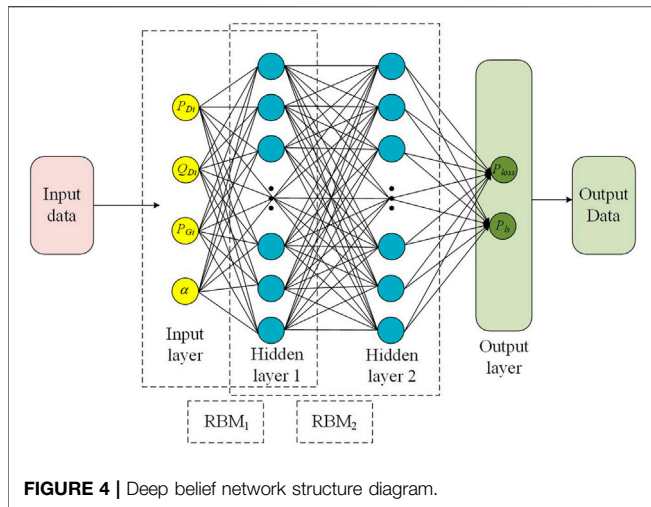 P_Di
Q_Di
P_Gi
α
Input
data
P_loss
P_ls
Output
Data
Input
layer
Hidden
layer 1
Hidden
layer 2
Output
layer
RBM₁
RBM₂
FIGURE 4 | Deep belief network structure diagram.